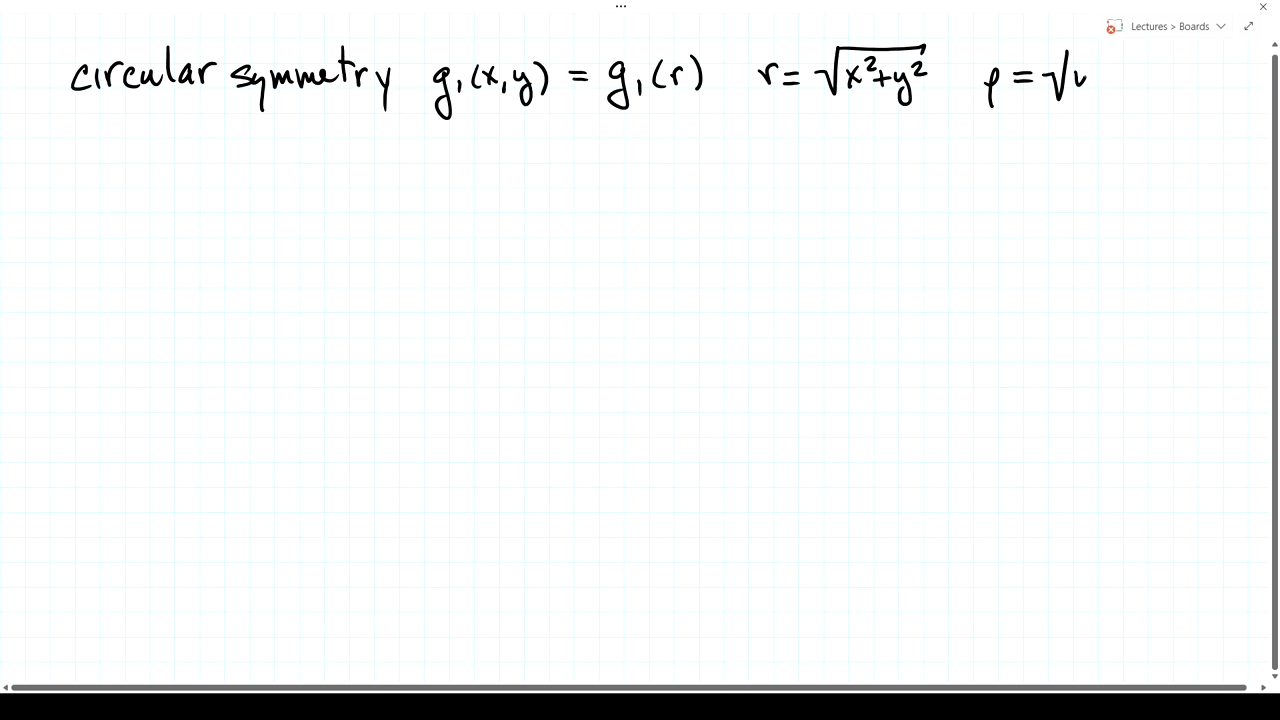 Lectures > Boards
circular symmetry g₁(x,y) = g₁(r) r = √x²+y² ρ = √